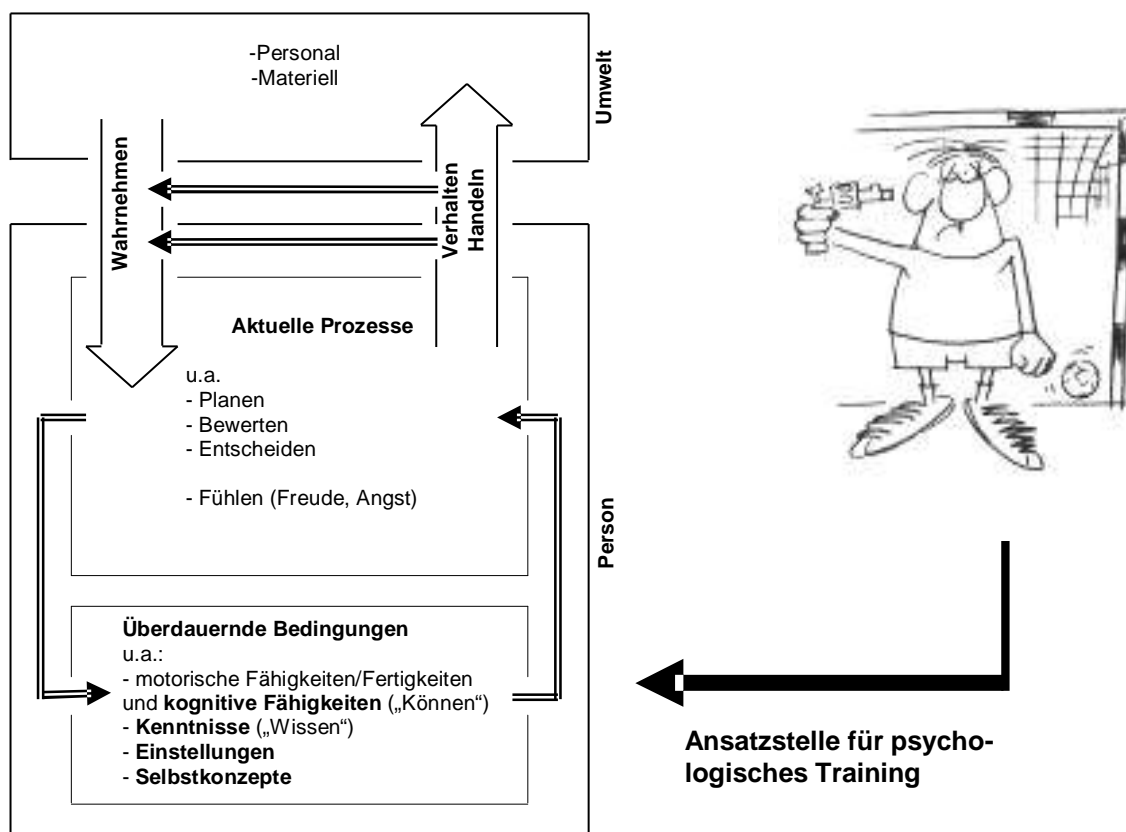 -Personal
-Materiell
Umwelt
Wahrnehmen
Verhalten
Handeln
Aktuelle Prozesse
u.a.
- Planen
- Bewerten
- Entscheiden
- Fühlen (Freude, Angst)
Person
Überdauernde Bedingungen
u.a.:
- motorische Fähigkeiten/Fertigkeiten
und kognitive Fähigkeiten („Können“)
- Kenntnisse („Wissen“)
- Einstellungen
- Selbstkonzepte
Ansatzstelle für psycho-
logisches Training